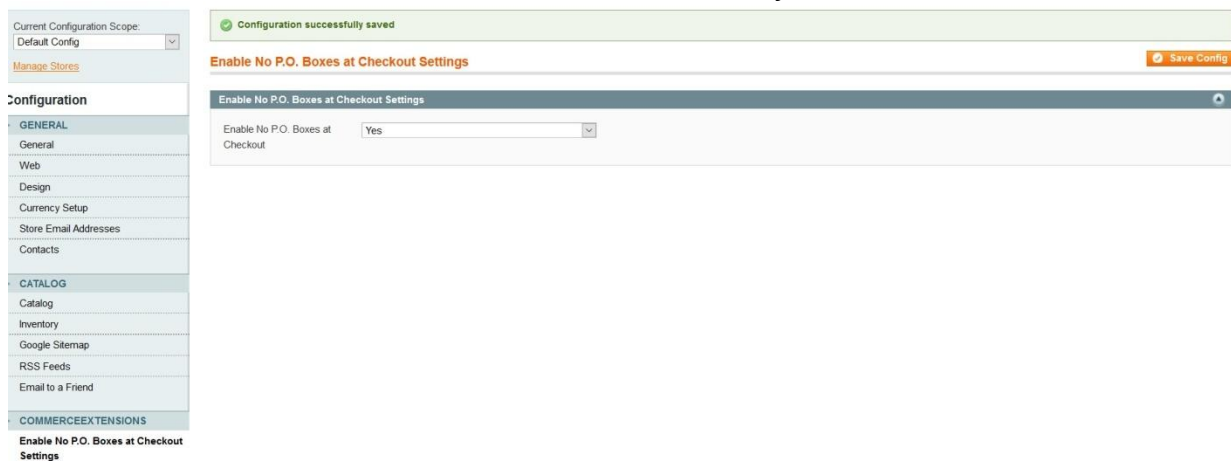 Current Configuration Scope:
Default Config
Manage Stores
Configuration
GENERAL
General
Web
Design
Currency Setup
Store Email Addresses
Contacts
CATALOG
Catalog
Inventory
Google Sitemap
RSS Feeds
Email to a Friend
COMMERCEEXTENSIONS
Enable No P.O. Boxes at Checkout
Settings
Configuration successfully saved
Enable No P.O. Boxes at Checkout Settings
Save Config
Enable No P.O. Boxes at Checkout Settings
Enable No P.O. Boxes at
Checkout
Yes